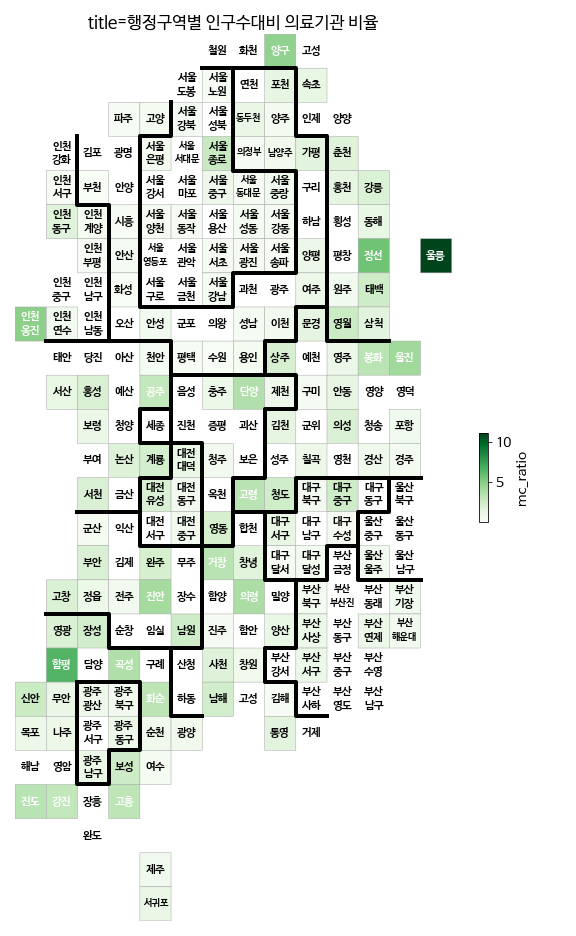 title=행정구역별 인구수대비 의료기관 비율
철원 화천 양구 고성
서울 도봉 서울 노원 연천 포천 속초
파주 고양 서울 강북 서울 성북 동두천 양주 인제 양양
인천 강화 김포 광명 서울 은평 서울 서대문 서울 종로 의정부 남양주 가평 춘천
인천 서구 부천 안양 서울 강서 서울 마포 서울 중구 서울 동대문 서울 중랑 구리 홍천 강릉
인천 동구 인천 계양 시흥 서울 양천 서울 동작 서울 용산 서울 성동 서울 강동 하남 횡성 동해
인천 부평 안산 서울 영등포 서울 관악 서울 서초 서울 광진 서울 송파 양평 평창 정선 울릉
인천 중구 인천 남구 화성 서울 구로 서울 금천 서울 강남 과천 광주 여주 원주 태백
인천 옹진 인천 연수 인천 남동 오산 안성 군포 의왕 성남 이천 문경 영월 삼척
태안 당진 아산 천안 평택 수원 용인 상주 예천 영주 봉화 울진
서산 홍성 예산 공주 음성 충주 단양 제천 구미 안동 영양 영덕
보령 청양 세종 진천 증평 괴산 김천 군위 의성 청송 포항
부여 논산 계룡 대전 대덕 청주 보은 성주 칠곡 영천 경산 경주
서천 금산 대전 유성 대전 동구 옥천 고령 청도 대구 북구 대구 중구 대구 동구 울산 북구
군산 익산 대전 서구 대전 중구 영동 합천 대구 서구 대구 남구 대구 수성 울산 중구 울산 동구
부안 김제 완주 무주 거창 창녕 대구 달서 대구 달성 부산 금정 울산 울주 울산 남구
고창 정읍 전주 진안 장수 함양 의령 밀양 부산 북구 부산 부산진 부산 동래 부산 기장
영광 장성 순창 임실 남원 진주 함안 양산 부산 사상 부산 동구 부산 연제 부산 해운대
함평 담양 곡성 구례 산청 사천 창원 부산 강서 부산 서구 부산 중구 부산 수영
신안 무안 광주 광산 광주 북구 화순 하동 남해 고성 김해 부산 사하 부산 영도 부산 남구
목포 나주 광주 서구 광주 동구 순천 광양 통영 거제
해남 영암 광주 남구 보성 여수
진도 강진 장흥 고흥
완도
제주
서귀포
10
5
mc_ratio